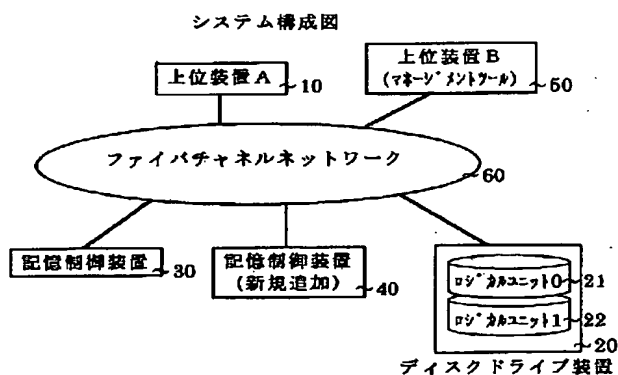 システム構成図
上位装置A
10
上位装置B
(マネージメントツール)
50
ファイバチャネルネットワーク
60
記憶制御装置
30
記憶制御装置
(新規追加)
40
ロジカルユニット0
21
ロジカルユニット1
22
20
ディスクドライブ装置